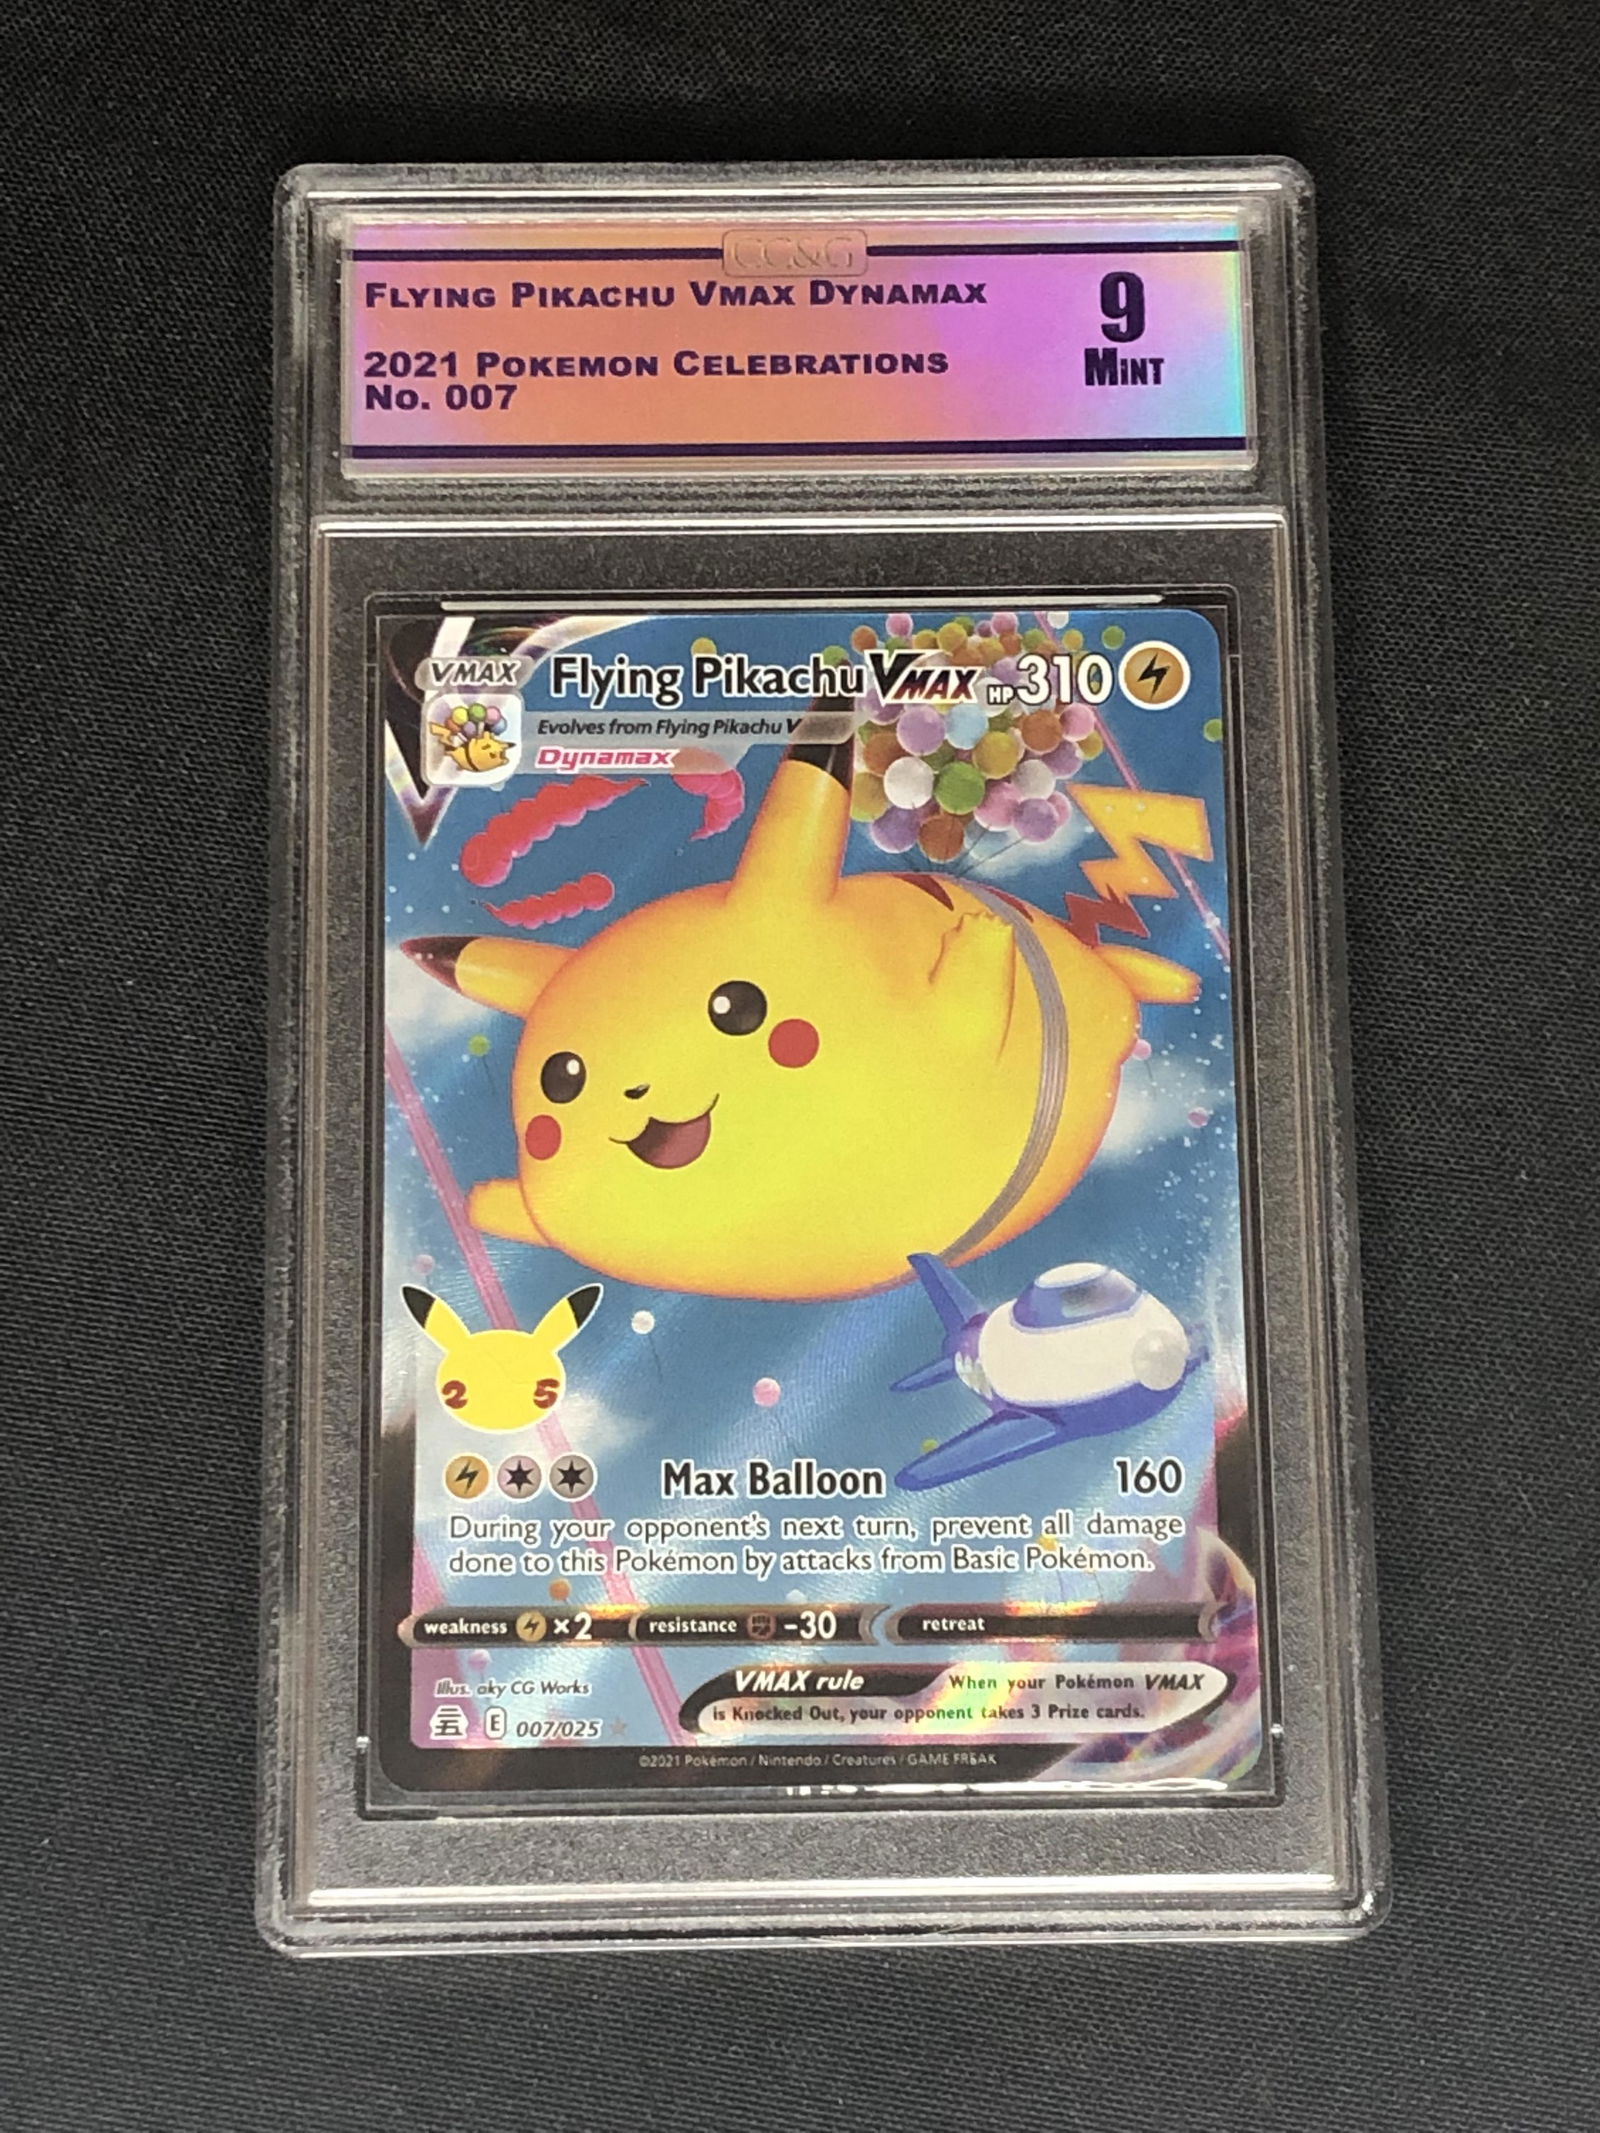 CC&G
FLYING PIKACHU VMAX DYNAMAX
9
MINT
2021 POKEMON CELEBRATIONS
No. 007
VMAX
Flying Pikachu VMAX HP 310
Evolves from Flying Pikachu V
Dynamax
2 5
Max Balloon 160
During your opponent's next turn, prevent all damage
done to this Pokémon by attacks from Basic Pokémon.
weakness ×2 resistance -30 retreat
Illus. aky CG Works
VMAX rule When your Pokémon VMAX
is Knocked Out, your opponent takes 3 Prize cards.
E 007/025
©2021 Pokémon / Nintendo / Creatures / GAME FREAK